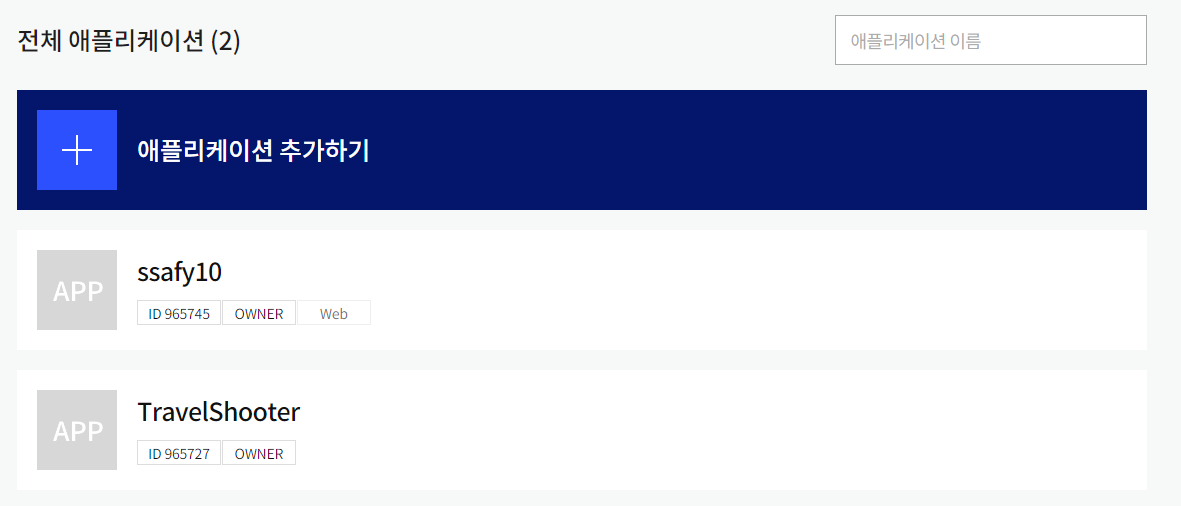 전체 애플리케이션 (2)
애플리케이션 이름
애플리케이션 추가하기
APP
ssafy10
ID 965745 OWNER Web
APP
TravelShooter
ID 965727 OWNER